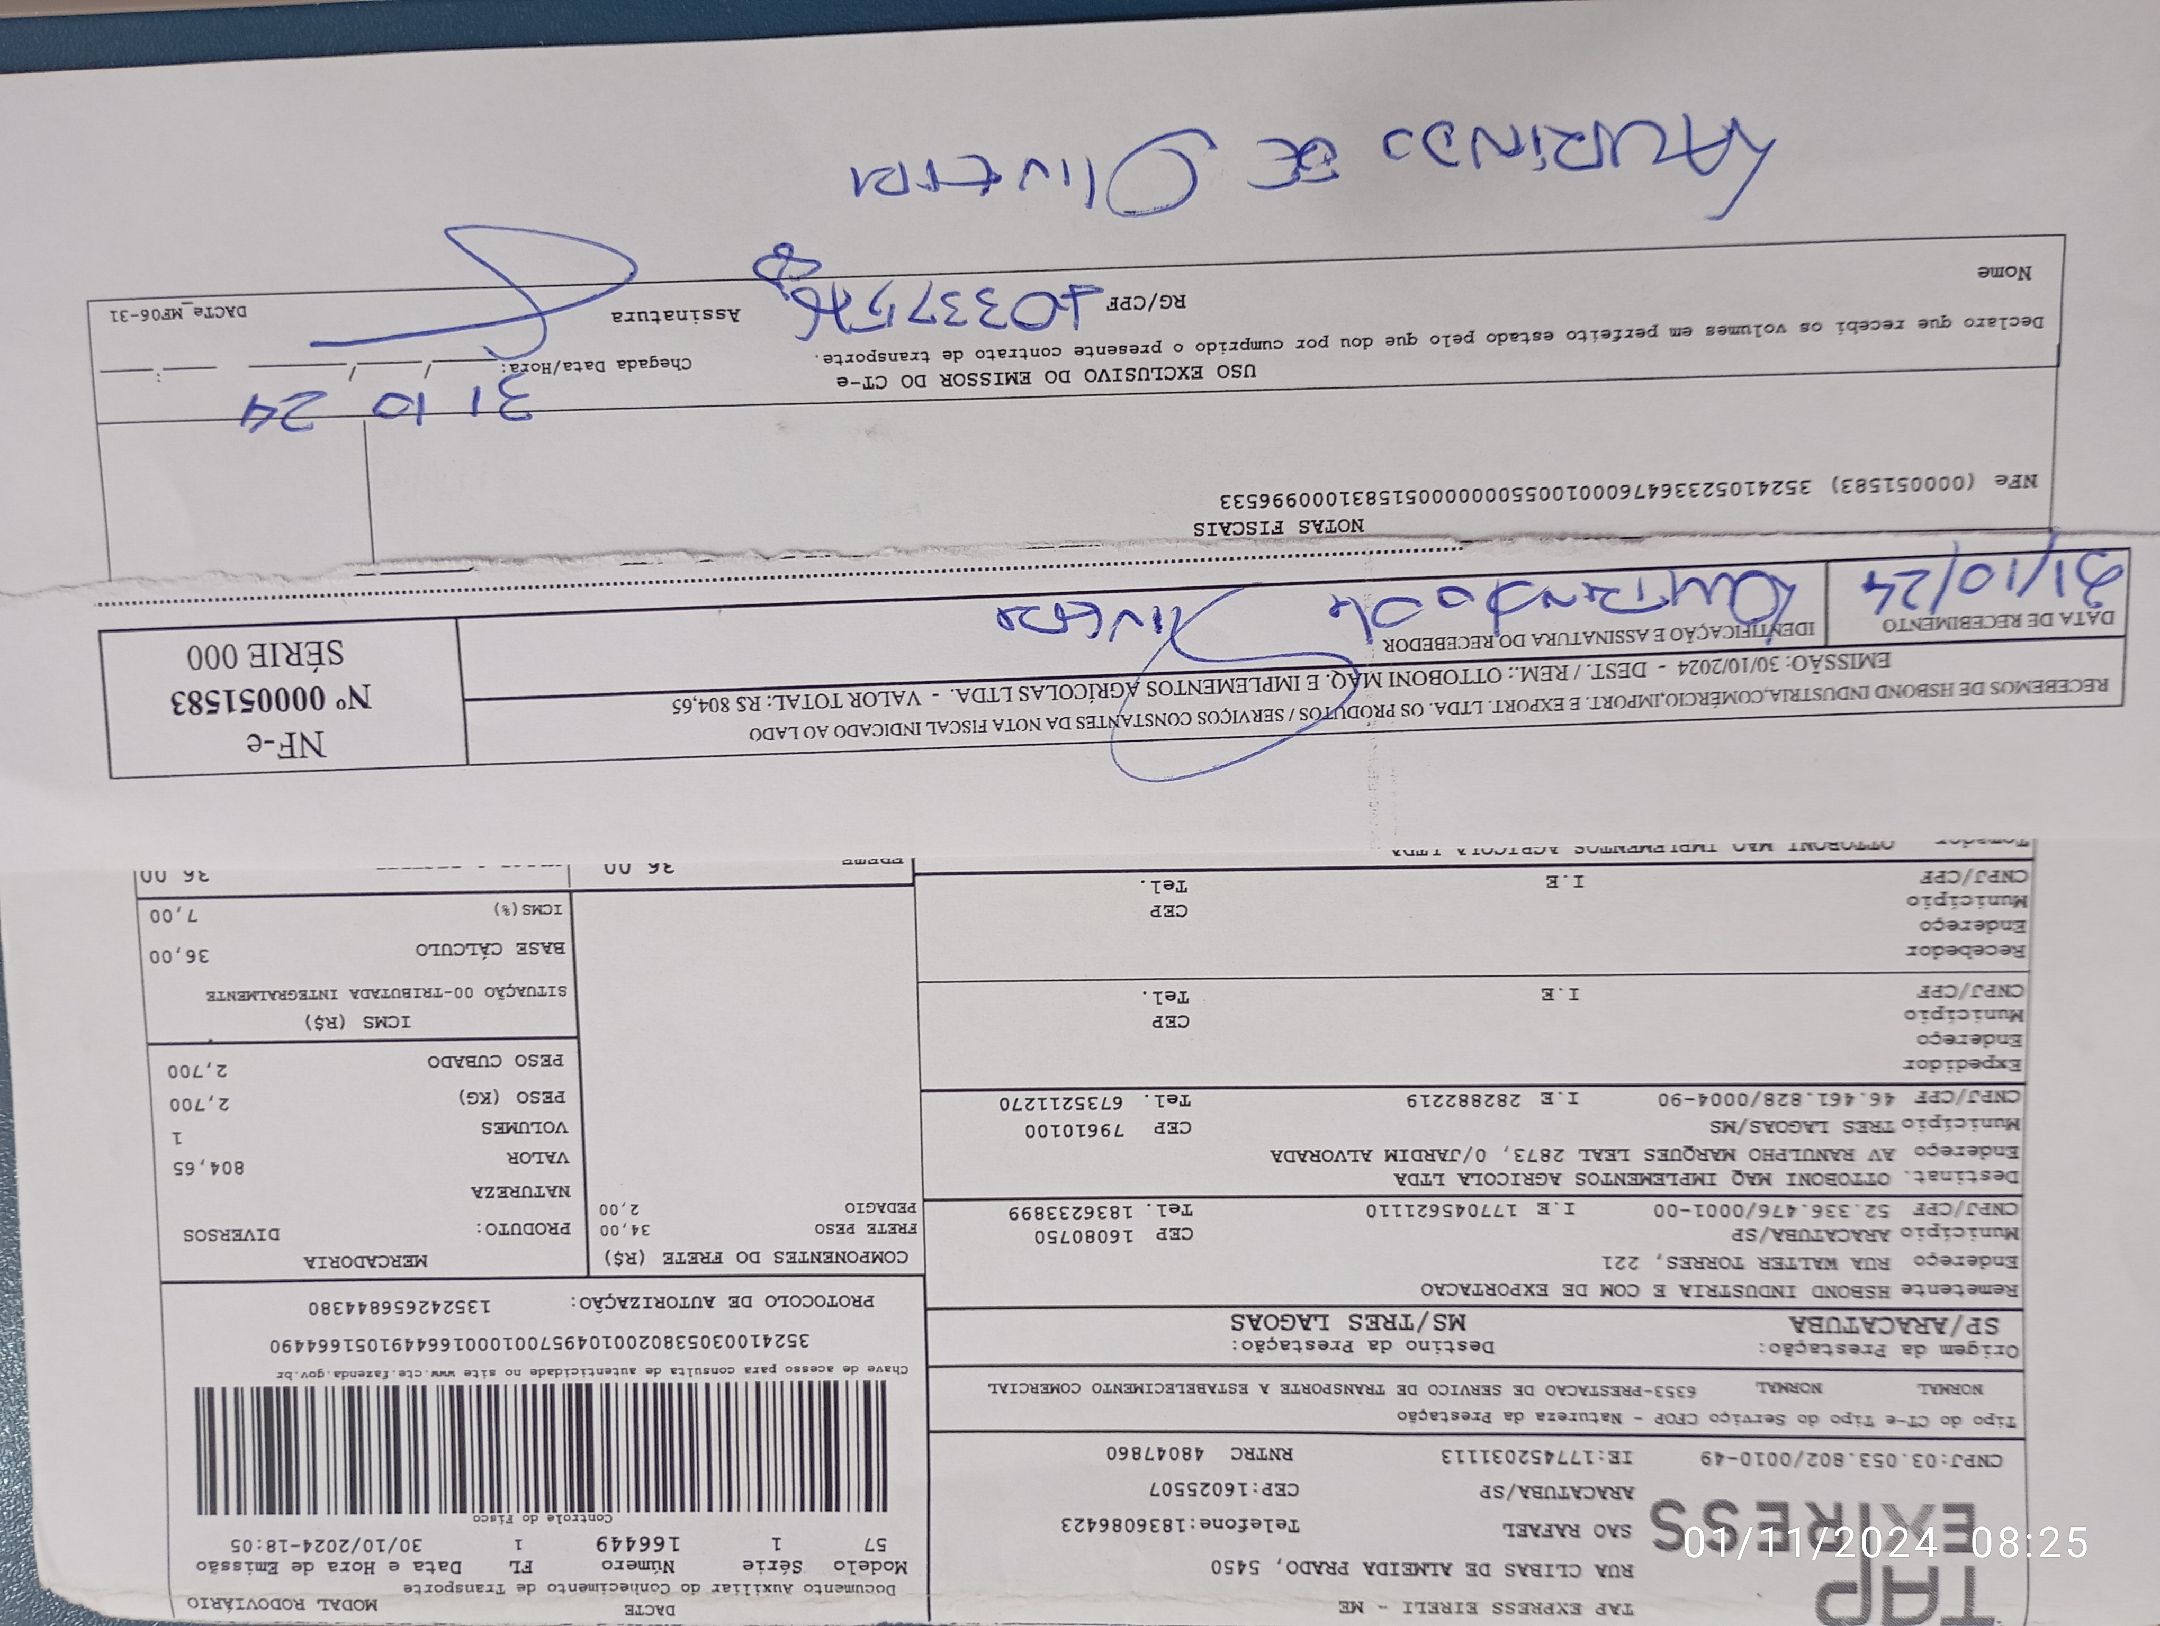 TAP
EXIRESS
TAP EXPRESS EIRELI - ME
RUA CLIBAS DE ALMEIDA PRADO, 5450
SAO RAFAEL Telefone:1836086423
ARACATUBA/SP CEP:16025507
CNPJ:03.053.802/0010-49 IE:177452031113 RNTRC 48047860
DACTE MODAL RODOVIÁRIO
Documento Auxiliar do Conhecimento de Transporte
Modelo Série Número FL Data e Hora de Emissão
57 1 166449 1 30/10/2024-18:05
Controle do Fisco
Chave de acesso para consulta de autenticidade no site www.cte.fazenda.gov.br
35241003053802001049570010001664491051664490
PROTOCOLO DE AUTORIZAÇÃO: 135242656844380
Tipo do CT-e Tipo do Serviço CFOP - Natureza da Prestação
NORMAL NORMAL 6353-PRESTACAO DE SERVICO DE TRANSPORTE A ESTABELECIMENTO COMERCIAL
Origem da Prestação: Destino da Prestação:
SP/ARACATUBA MS/TRES LAGOAS
Remetente HSBOND INDUSTRIA E COM DE EXPORTACAO
Endereço RUA WALTER TORRES, 221
Município ARACATUBA/SP CEP 16080750
CNPJ/CPF 52.336.476/0001-00 I.E 177045621110 Tel. 1836233899
Destinat. OTTOBONI MAQ IMPLEMENTOS AGRICOLA LTDA
Endereço AV RANULPHO MARQUES LEAL 2873, 0/JARDIM ALVORADA
Município TRES LAGOAS/MS CEP 79610100
CNPJ/CPF 46.461.828/0004-90 I.E 282882219 Tel. 6735211270
Expedidor
Endereço
Município CEP
CNPJ/CPF I.E Tel.
Recebedor
Endereço
Município CEP
CNPJ/CPF I.E Tel.
Tomador OTTOBONI MAQ IMPLEMENTOS AGRICOLA LTDA
COMPONENTES DO FRETE (R$)
FRETE PESO 34,00
PEDAGIO 2,00
FRETE 36,00
MERCADORIA
PRODUTO: DIVERSOS
NATUREZA
VALOR 804,65
VOLUMES 1
PESO (KG) 2,700
PESO CUBADO 2,700
ICMS (R$)
SITUAÇÃO 00-TRIBUTADA INTEGRALMENTE
BASE CÁLCULO 36,00
ICMS(%) 7,00
36,00
RECEBEMOS DE HSBOND INDUSTRIA,COMÉRCIO,IMPORT. E EXPORT. LTDA. OS PRODUTOS / SERVIÇOS CONSTANTES DA NOTA FISCAL INDICADO AO LADO
EMISSÃO: 30/10/2024 - DEST. / REM.: OTTOBONI MAQ. E IMPLEMENTOS AGRÍCOLAS LTDA. - VALOR TOTAL: R$ 804,65
DATA DE RECEBIMENTO
31/10/24
IDENTIFICAÇÃO E ASSINATURA DO RECEBEDOR
NF-e
Nº 000051583
SÉRIE 000
NOTAS FISCAIS
NFe (000051583) 35241052336476000100550000000515831000996533
USO EXCLUSIVO DO EMISSOR DO CT-e
Declaro que recebi os volumes em perfeito estado pelo que dou por cumprido o presente contrato de transporte.
Chegada Data/Hora: 31/10/24
Nome
RG/CPF
Assinatura
DACTe_MF06-31
LAURINDO DE OLIVEIRA
01/11/2024 08:25